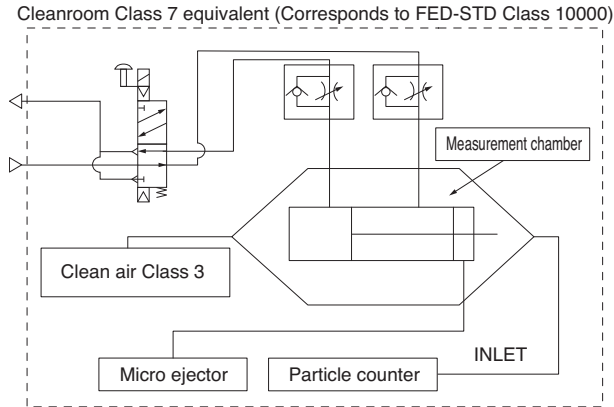 Cleanroom Class 7 equivalent (Corresponds to FED-STD Class 10000)
Measurement chamber
Clean air Class 3
INLET
Micro ejector
Particle counter